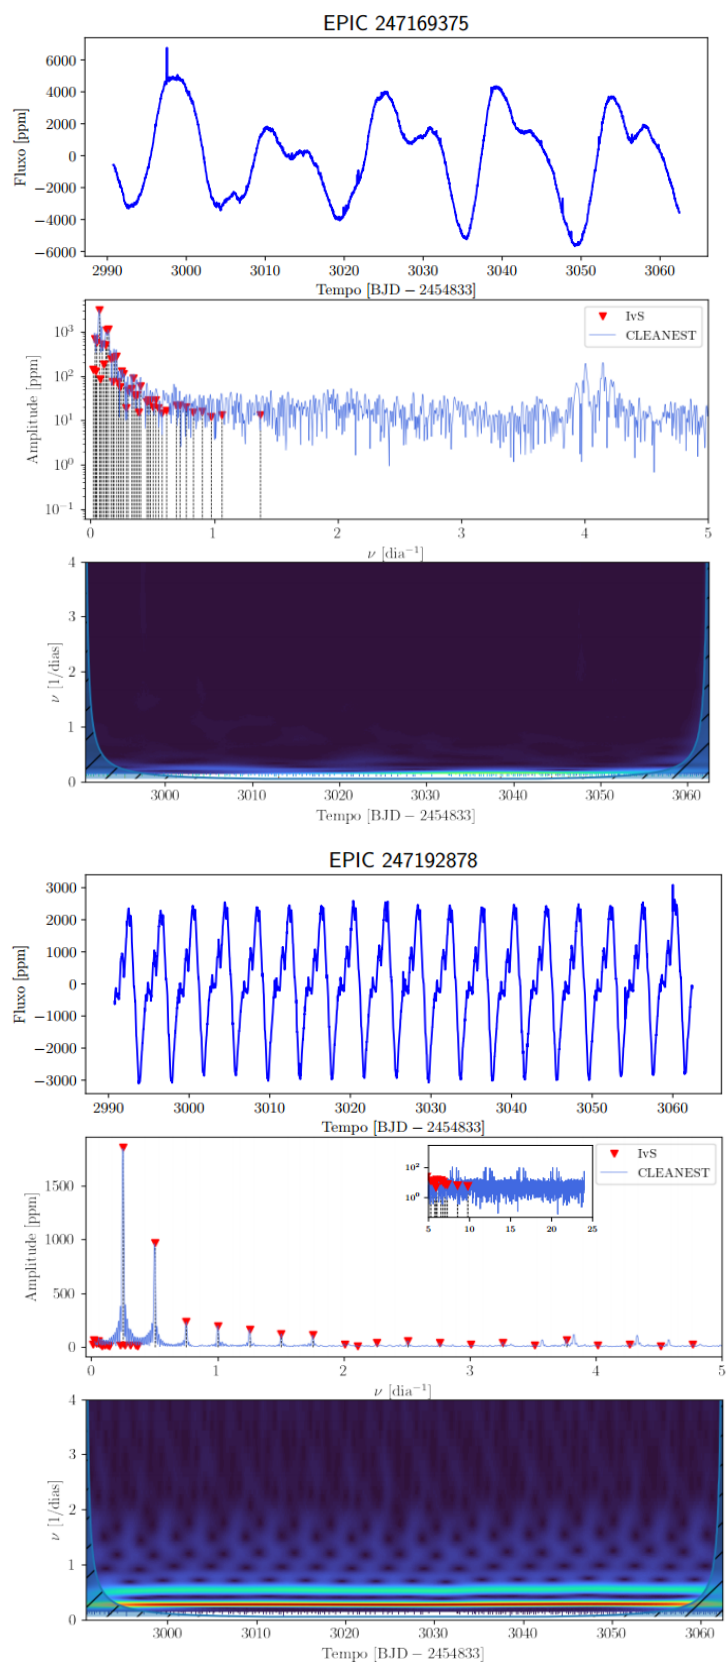 EPIC 247169375
6000
4000
2000
0
−2000
−4000
−6000
Fluxo [ppm]
2990 3000 3010 3020 3030 3040 3050 3060
Tempo [BJD − 2454833]
IvS
CLEANEST
10³
10²
10¹
10⁰
10⁻¹
Amplitude [ppm]
0 1 2 3 4 5
ν [dia⁻¹]
4
3
2
1
0
ν [1/dias]
3000 3010 3020 3030 3040 3050 3060
Tempo [BJD − 2454833]
EPIC 247192878
3000
2000
1000
0
−1000
−2000
−3000
Fluxo [ppm]
2990 3000 3010 3020 3030 3040 3050 3060
Tempo [BJD − 2454833]
IvS
CLEANEST
10²
10⁰
5 10 15 20 25
1500
1000
500
0
Amplitude [ppm]
0 1 2 3 4 5
ν [dia⁻¹]
4
3
2
1
0
ν [1/dias]
3000 3010 3020 3030 3040 3050 3060
Tempo [BJD − 2454833]